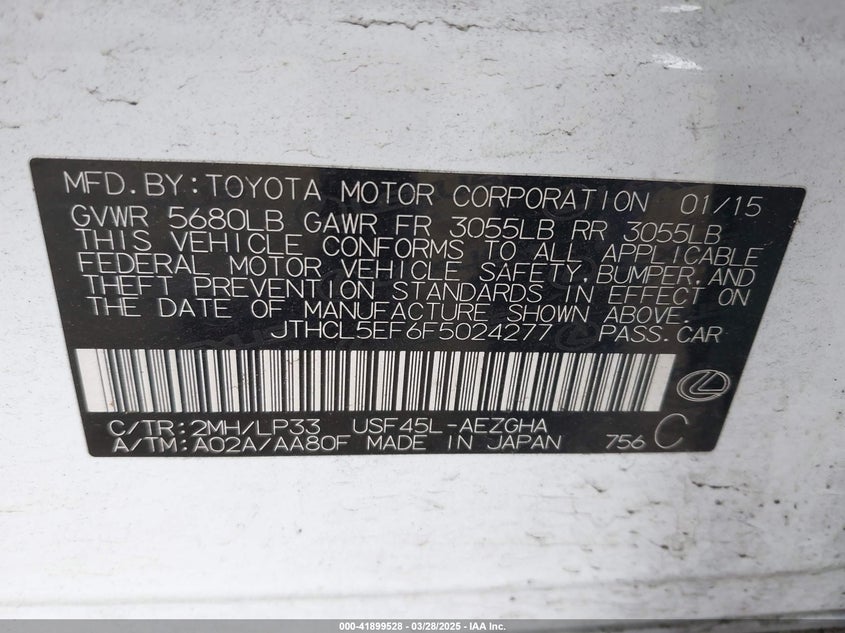 MFD.BY:TOYOTA MOTOR CORPORATION 01/15
GVWR 5680LB GAWR FR 3055LB RR 3055LB
THIS VEHICLE CONFORMS TO ALL APPLICABLE
FEDERAL MOTOR VEHICLE SAFETY, BUMPER, AND
THEFT PREVENTION STANDARDS IN EFFECT ON
THE DATE OF MANUFACTURE SHOWN ABOVE.
JTHCL5EF6F5024277 PASS.CAR
C/TR:2MH/LP33 USF45L-AEZGHA
A/TM:A02A/AA80F MADE IN JAPAN 756 C
000-41899528 - 03/28/2025 - IAA Inc.